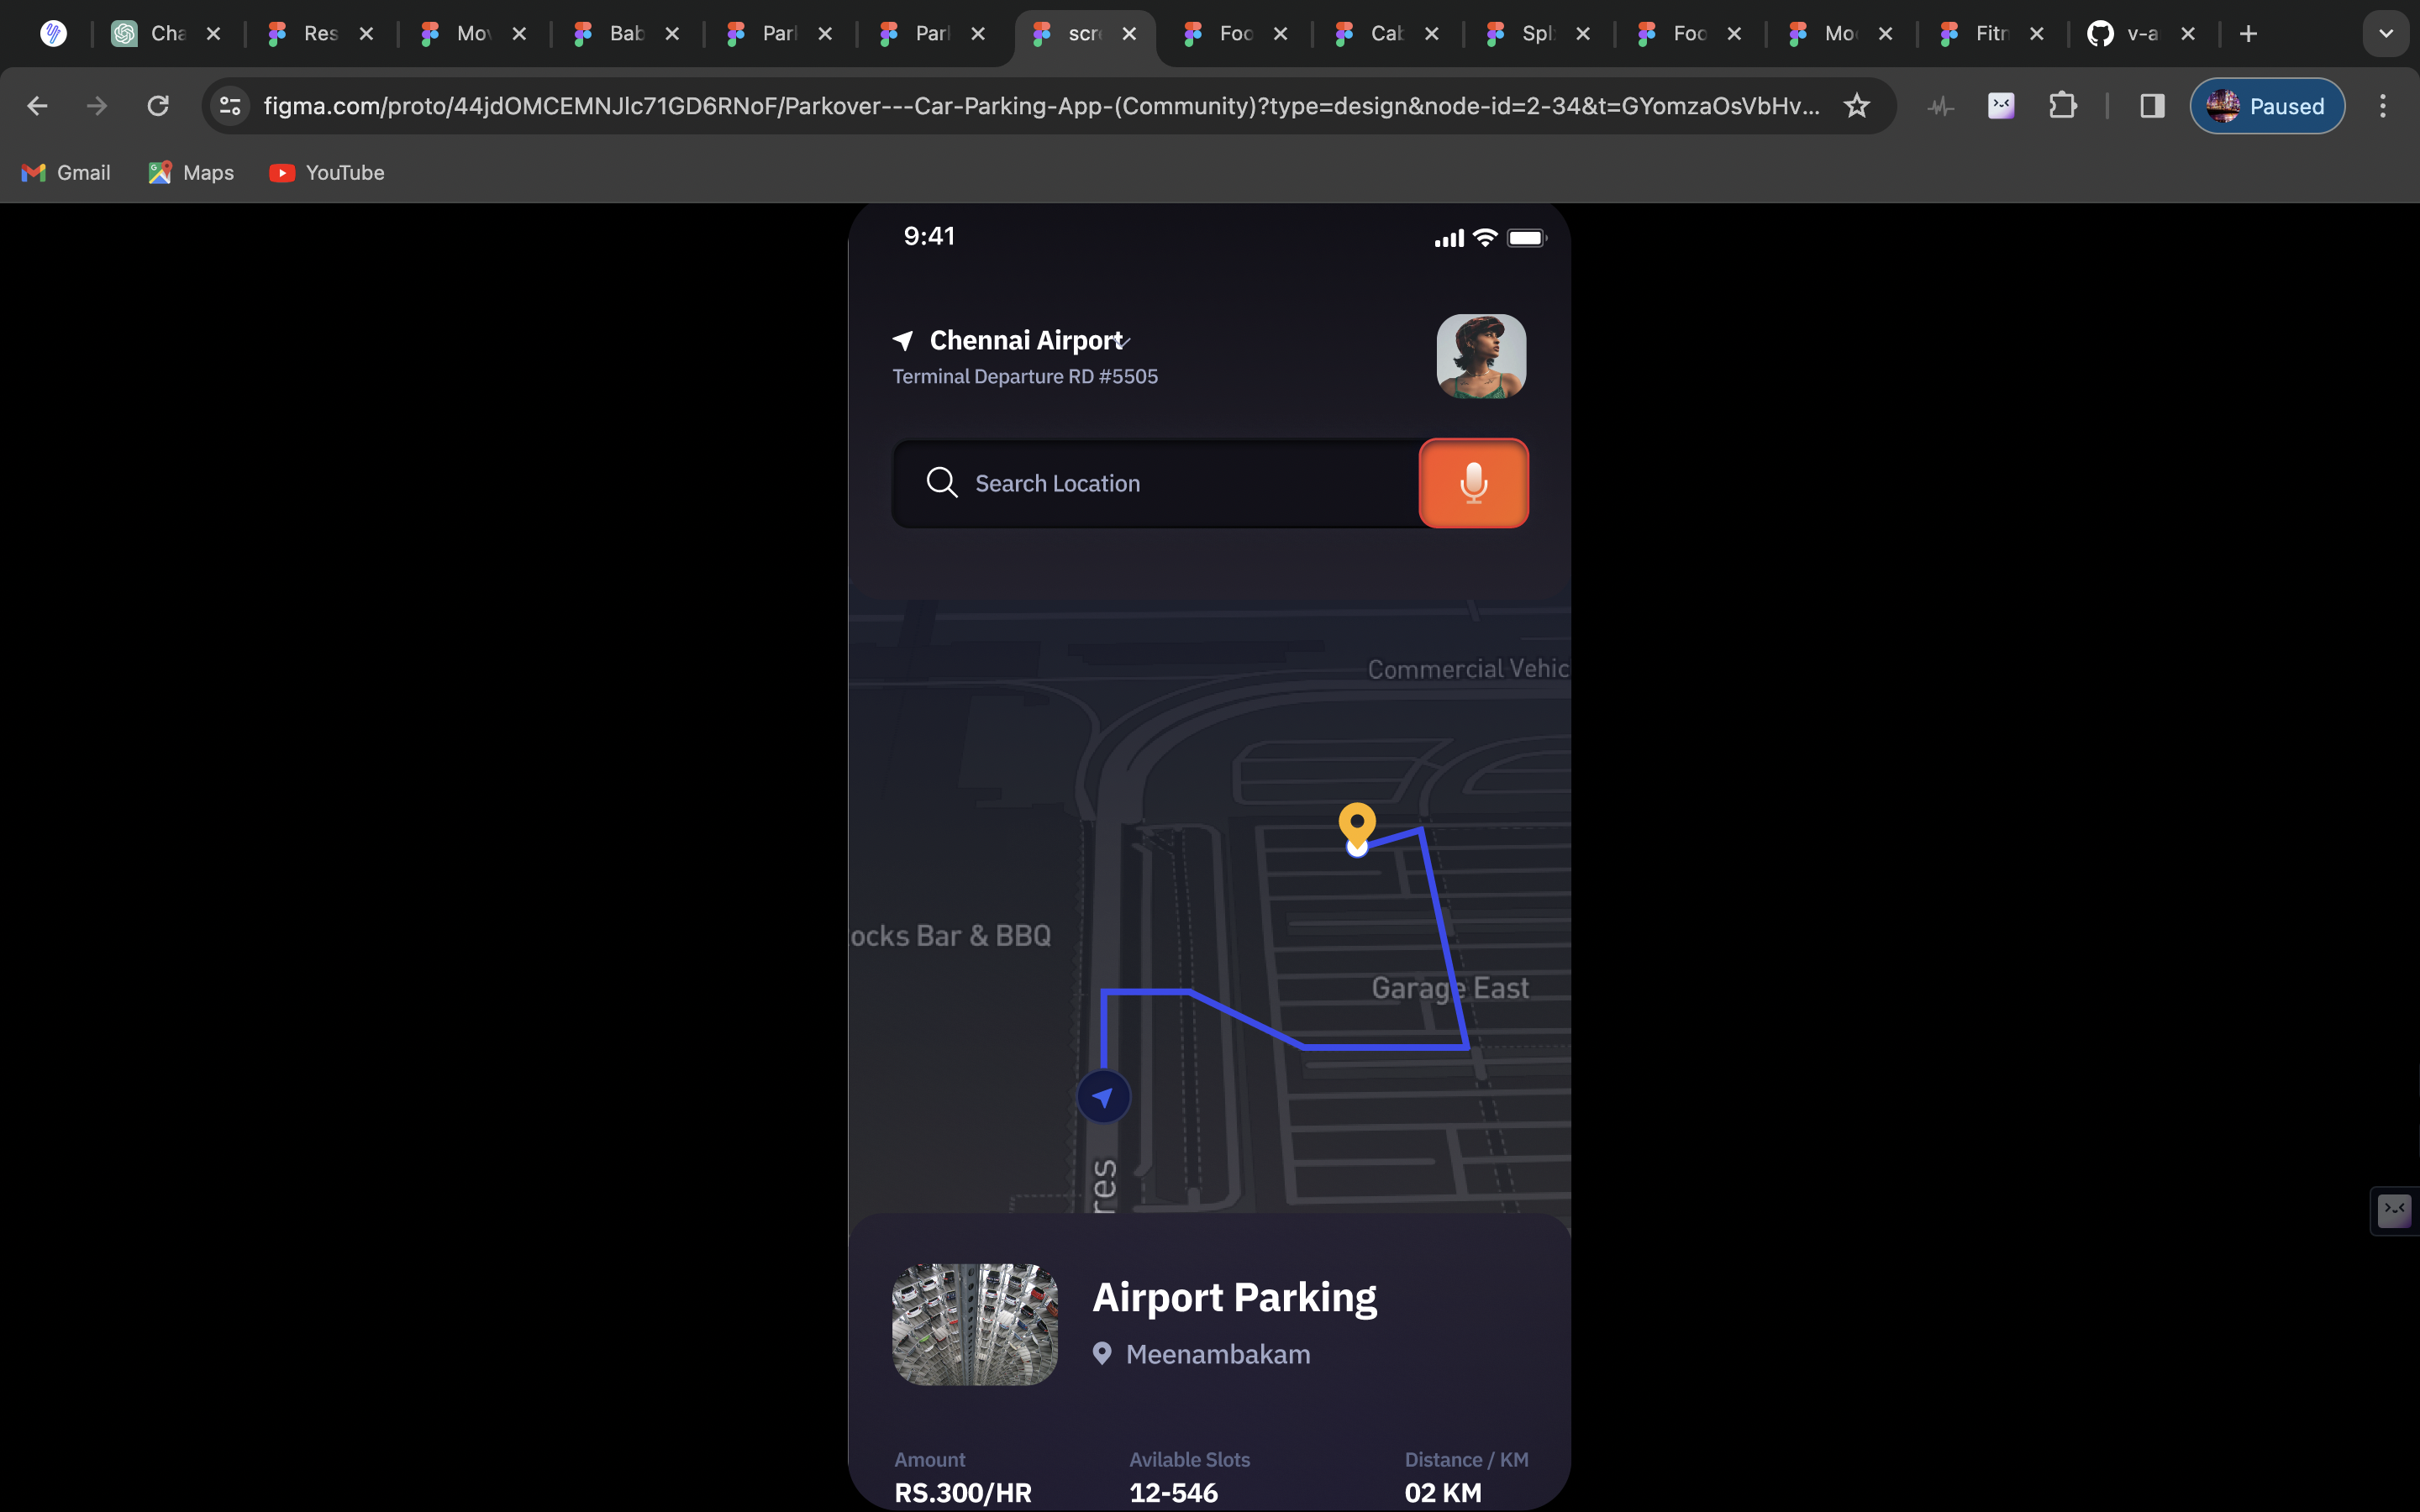 Cha
Res
Mo
Bab
Parl
Parl
scr
Foo
Cab
Spl
Foo
Mo
Fitn
v-a
figma.com/proto/44jdOMCEMNJlc71GD6RNoF/Parkover---Car-Parking-App-(Community)?type=design&node-id=2-34&t=GYomzaOsVbHv...
Paused
Gmail
Maps
YouTube
9:41
Chennai Airport
Terminal Departure RD #5505
Search Location
Commercial Vehic
ocks Bar & BBQ
Garage East
res
Airport Parking
Meenambakam
Amount
Avilable Slots
Distance / KM
RS.300/HR
12-546
02 KM